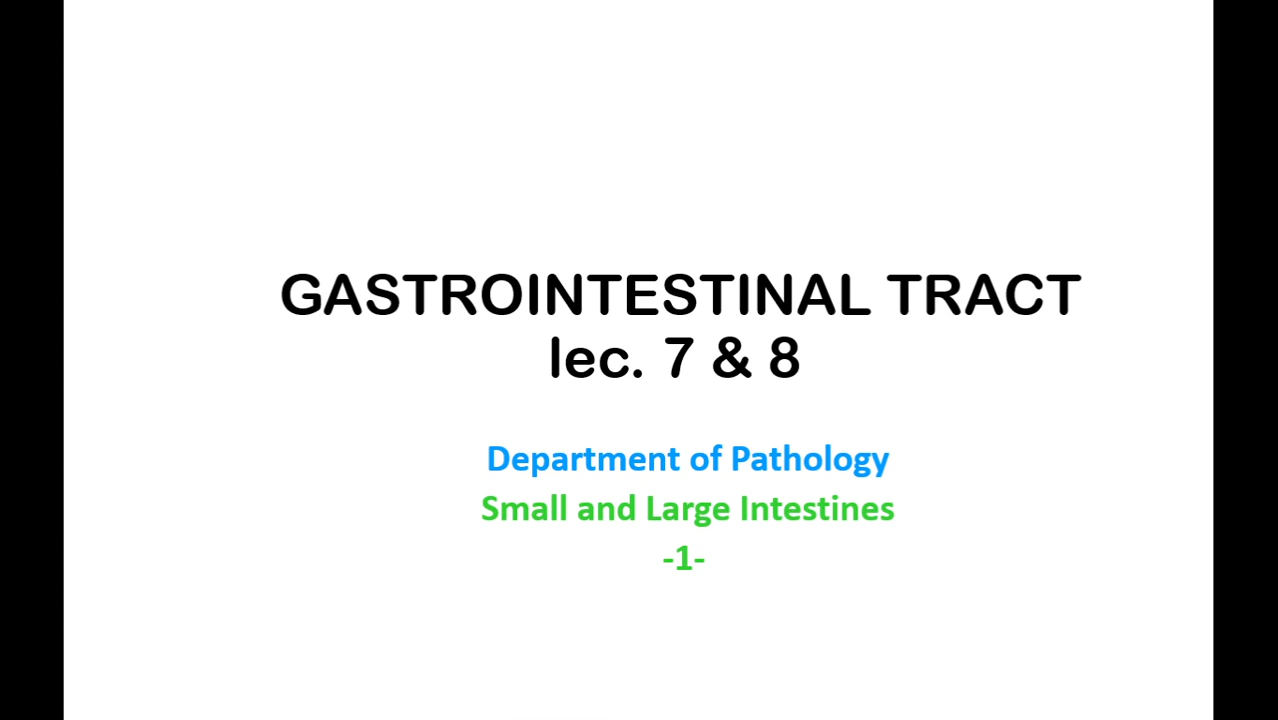 GASTROINTESTINAL TRACT
lec. 7 & 8
Department of Pathology
Small and Large Intestines
-1-